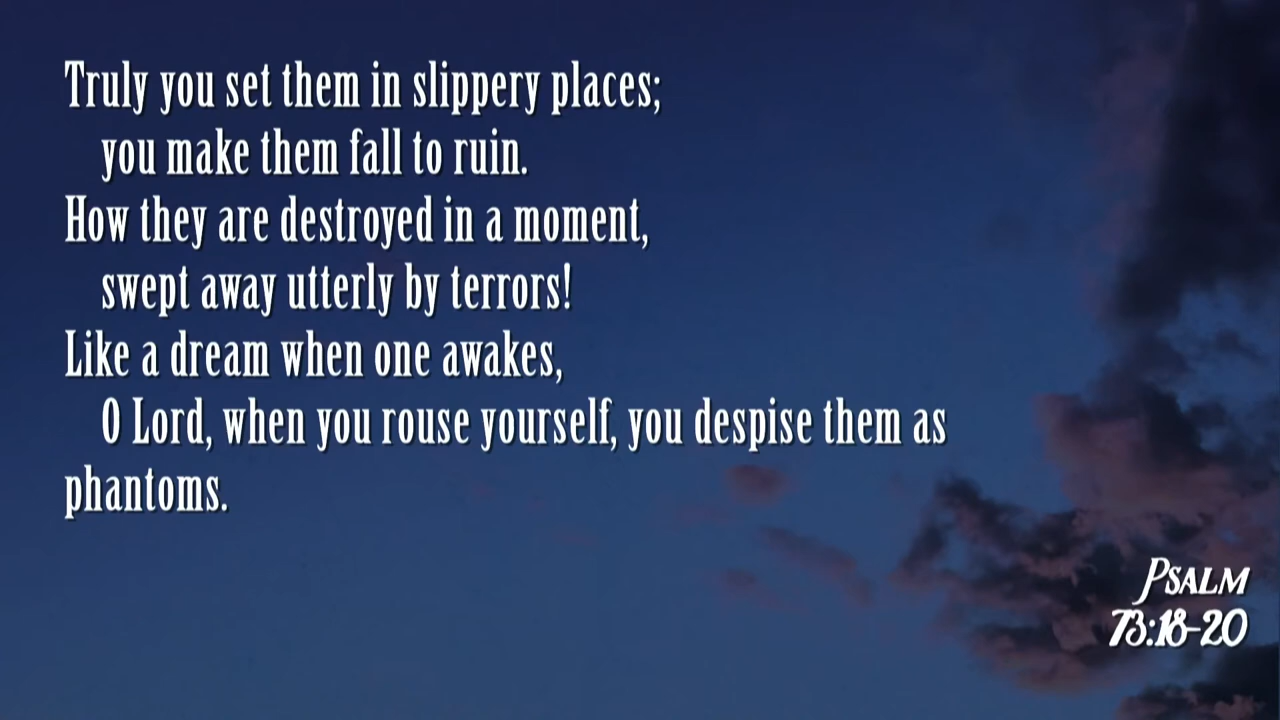 Truly you set them in slippery places;
you make them fall to ruin.
How they are destroyed in a moment,
swept away utterly by terrors!
Like a dream when one awakes,
O Lord, when you rouse yourself, you despise them as
phantoms.
Psalm
73:18-20